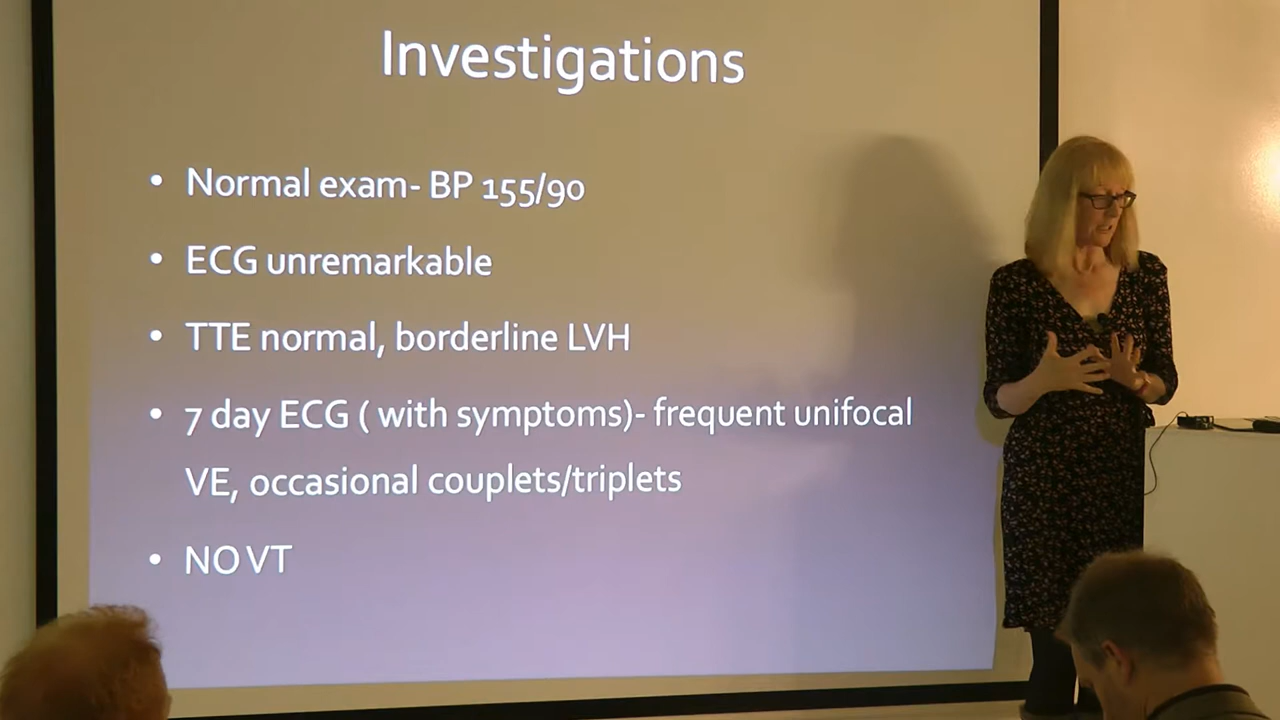 Investigations
• Normal exam- BP 155/90
• ECG unremarkable
• TTE normal, borderline LVH
• 7 day ECG ( with symptoms)- frequent unifocal
VE, occasional couplets/triplets
• NO VT